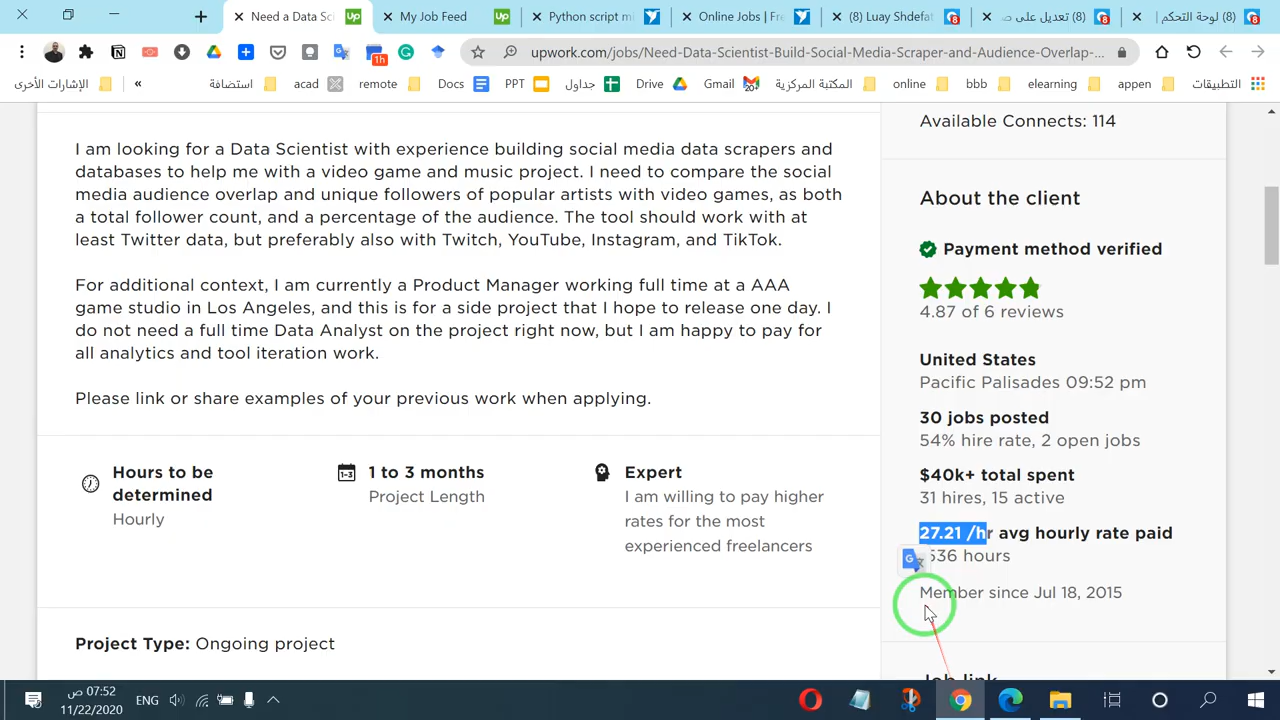 Need a Data Sci
My Job Feed
Python script mi
Online Jobs | Fre
(8) Luay Shdefat
(8) تعديل على ص
لوحة التحكم | (8)
1h
upwork.com/jobs/Need-Data-Scientist-Build-Social-Media-Scraper-and-Audience-Overlap-...
الإشارات الأخرى
«
استضافة
acad
remote
Docs
PPT
جداول
Drive
Gmail
المكتبة المركزية
online
bbb
elearning
appen
التطبيقات
I am looking for a Data Scientist with experience building social media data scrapers and
databases to help me with a video game and music project. I need to compare the social
media audience overlap and unique followers of popular artists with video games, as both
a total follower count, and a percentage of the audience. The tool should work with at
least Twitter data, but preferably also with Twitch, YouTube, Instagram, and TikTok.
For additional context, I am currently a Product Manager working full time at a AAA
game studio in Los Angeles, and this is for a side project that I hope to release one day. I
do not need a full time Data Analyst on the project right now, but I am happy to pay for
all analytics and tool iteration work.
Please link or share examples of your previous work when applying.
Hours to be
determined
Hourly
1 to 3 months
Project Length
Expert
I am willing to pay higher
rates for the most
experienced freelancers
Project Type: Ongoing project
Available Connects: 114
About the client
Payment method verified
4.87 of 6 reviews
United States
Pacific Palisades 09:52 pm
30 jobs posted
54% hire rate, 2 open jobs
$40k+ total spent
31 hires, 15 active
27.21 /hr avg hourly rate paid
hours
Member since Jul 18, 2015
Job link
07:52 ص
11/22/2020
ENG